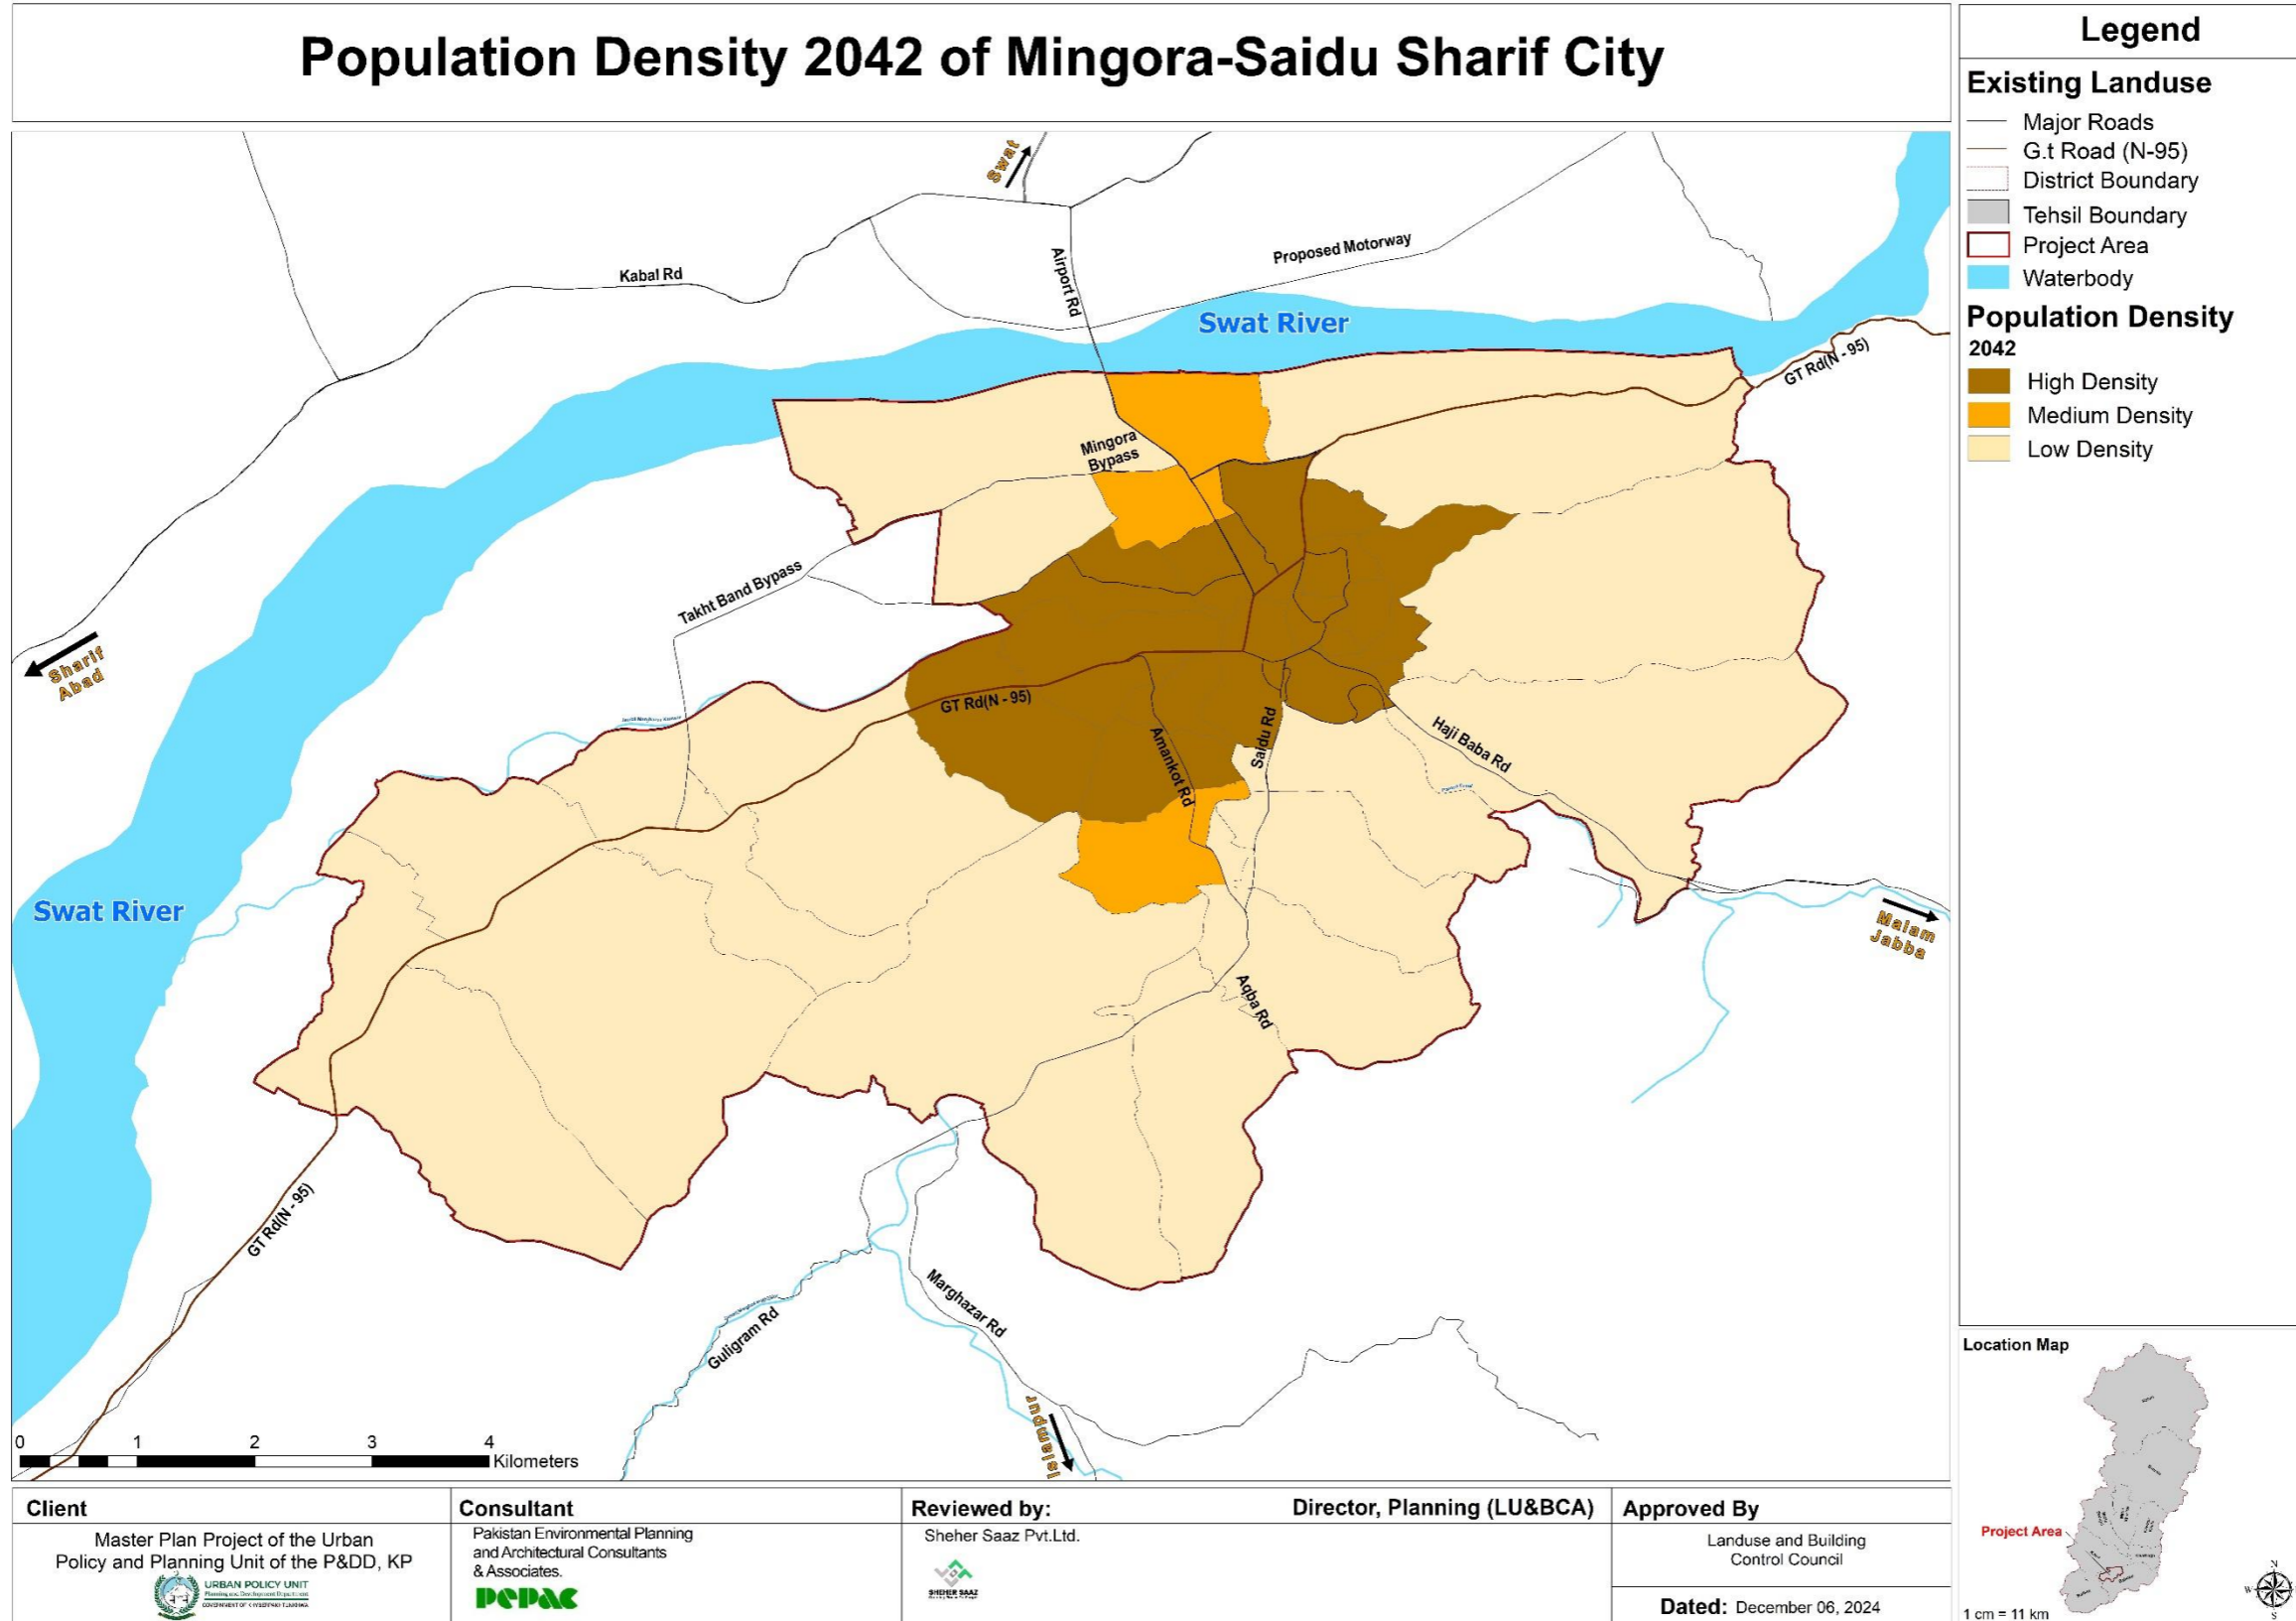 Population Density 2042 of Mingora-Saidu Sharif City
Legend
Existing Landuse
Major Roads
G.t Road (N-95)
District Boundary
Tehsil Boundary
Project Area
Waterbody
Population Density
2042
High Density
Medium Density
Low Density
Swat
Kabal Rd
Airport Rd
Proposed Motorway
Swat River
GT Rd(N - 95)
Mingora
Bypass
Takht Band Bypass
Sharif
Abad
GT Rd(N - 95)
Amankot Rd
Saidu Rd
Haji Baba Rd
Swat River
Malam
Jabba
Aqba Rd
GT Rd(N - 95)
Guligram Rd
Marghazar Rd
Islampur
0 1 2 3 4
Kilometers
Location Map
Project Area
N
W
S
1 cm = 11 km
Client
Master Plan Project of the Urban
Policy and Planning Unit of the P&DD, KP
URBAN POLICY UNIT
Consultant
Pakistan Environmental Planning
and Architectural Consultants
& Associates.
PEPAC
Reviewed by:
Director, Planning (LU&BCA)
Sheher Saaz Pvt.Ltd.
SHEHER SAAZ
Approved By
Landuse and Building
Control Council
Dated: December 06, 2024